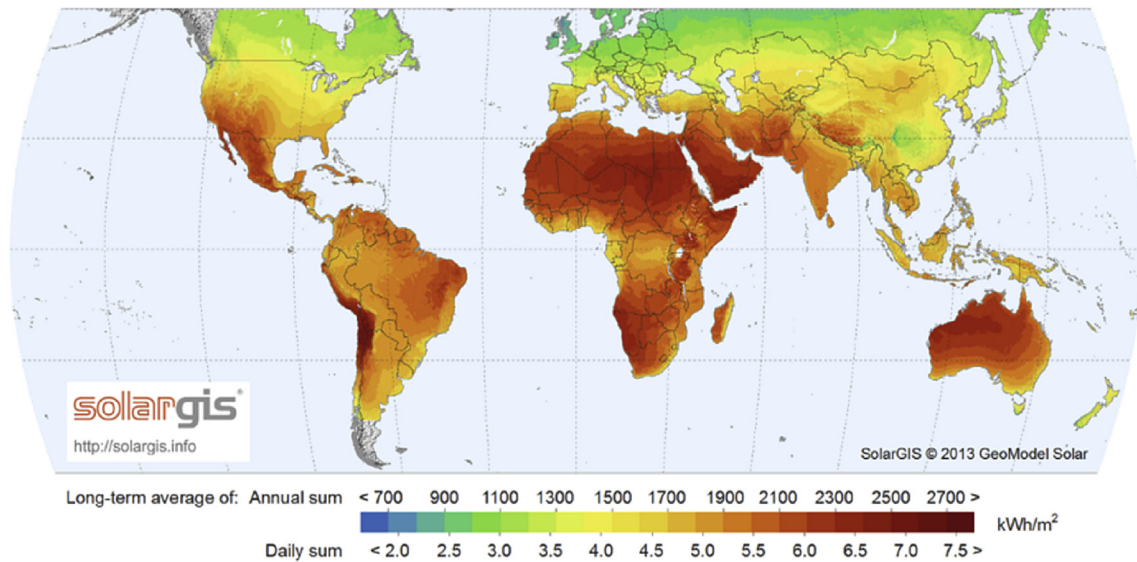 solargis®
http://solargis.info
SolarGIS © 2013 GeoModel Solar
Long-term average of: Annual sum < 700 900 1100 1300 1500 1700 1900 2100 2300 2500 2700 >
kWh/m²
Daily sum < 2.0 2.5 3.0 3.5 4.0 4.5 5.0 5.5 6.0 6.5 7.0 7.5 >